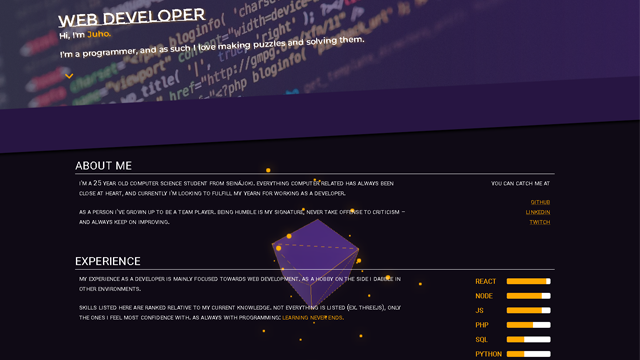 WEB DEVELOPER
Hi, I'm Juho.
I'm a programmer, and as such I love making puzzles and solving them.
ABOUT ME
I'M A 25 YEAR OLD COMPUTER SCIENCE STUDENT FROM SEINÄJOKI. EVERYTHING COMPUTER RELATED HAS ALWAYS BEEN
CLOSE AT HEART, AND CURRENTLY I'M LOOKING TO FULFILL MY YEARN FOR WORKING AS A DEVELOPER.
AS A PERSON I'VE GROWN UP TO BE A TEAM PLAYER. BEING HUMBLE IS MY SIGNATURE, NEVER TAKE OFFENSE TO CRITICISM –
AND ALWAYS KEEP ON IMPROVING.
YOU CAN CATCH ME AT
GITHUB
LINKEDIN
TWITCH
EXPERIENCE
MY EXPERIENCE AS A DEVELOPER IS MAINLY FOCUSED TOWARDS WEB DEVELOPMENT, AS A HOBBY ON THE SIDE I DABBLE IN
OTHER ENVIRONMENTS.
SKILLS LISTED HERE ARE RANKED RELATIVE TO MY CURRENT KNOWLEDGE. NOT EVERYTHING IS LISTED (EX. THREEJS), ONLY
THE ONES I FEEL MOST CONFIDENCE WITH. AS ALWAYS WITH PROGRAMMING: LEARNING NEVER ENDS.
REACT
NODE
JS
PHP
SQL
PYTHON